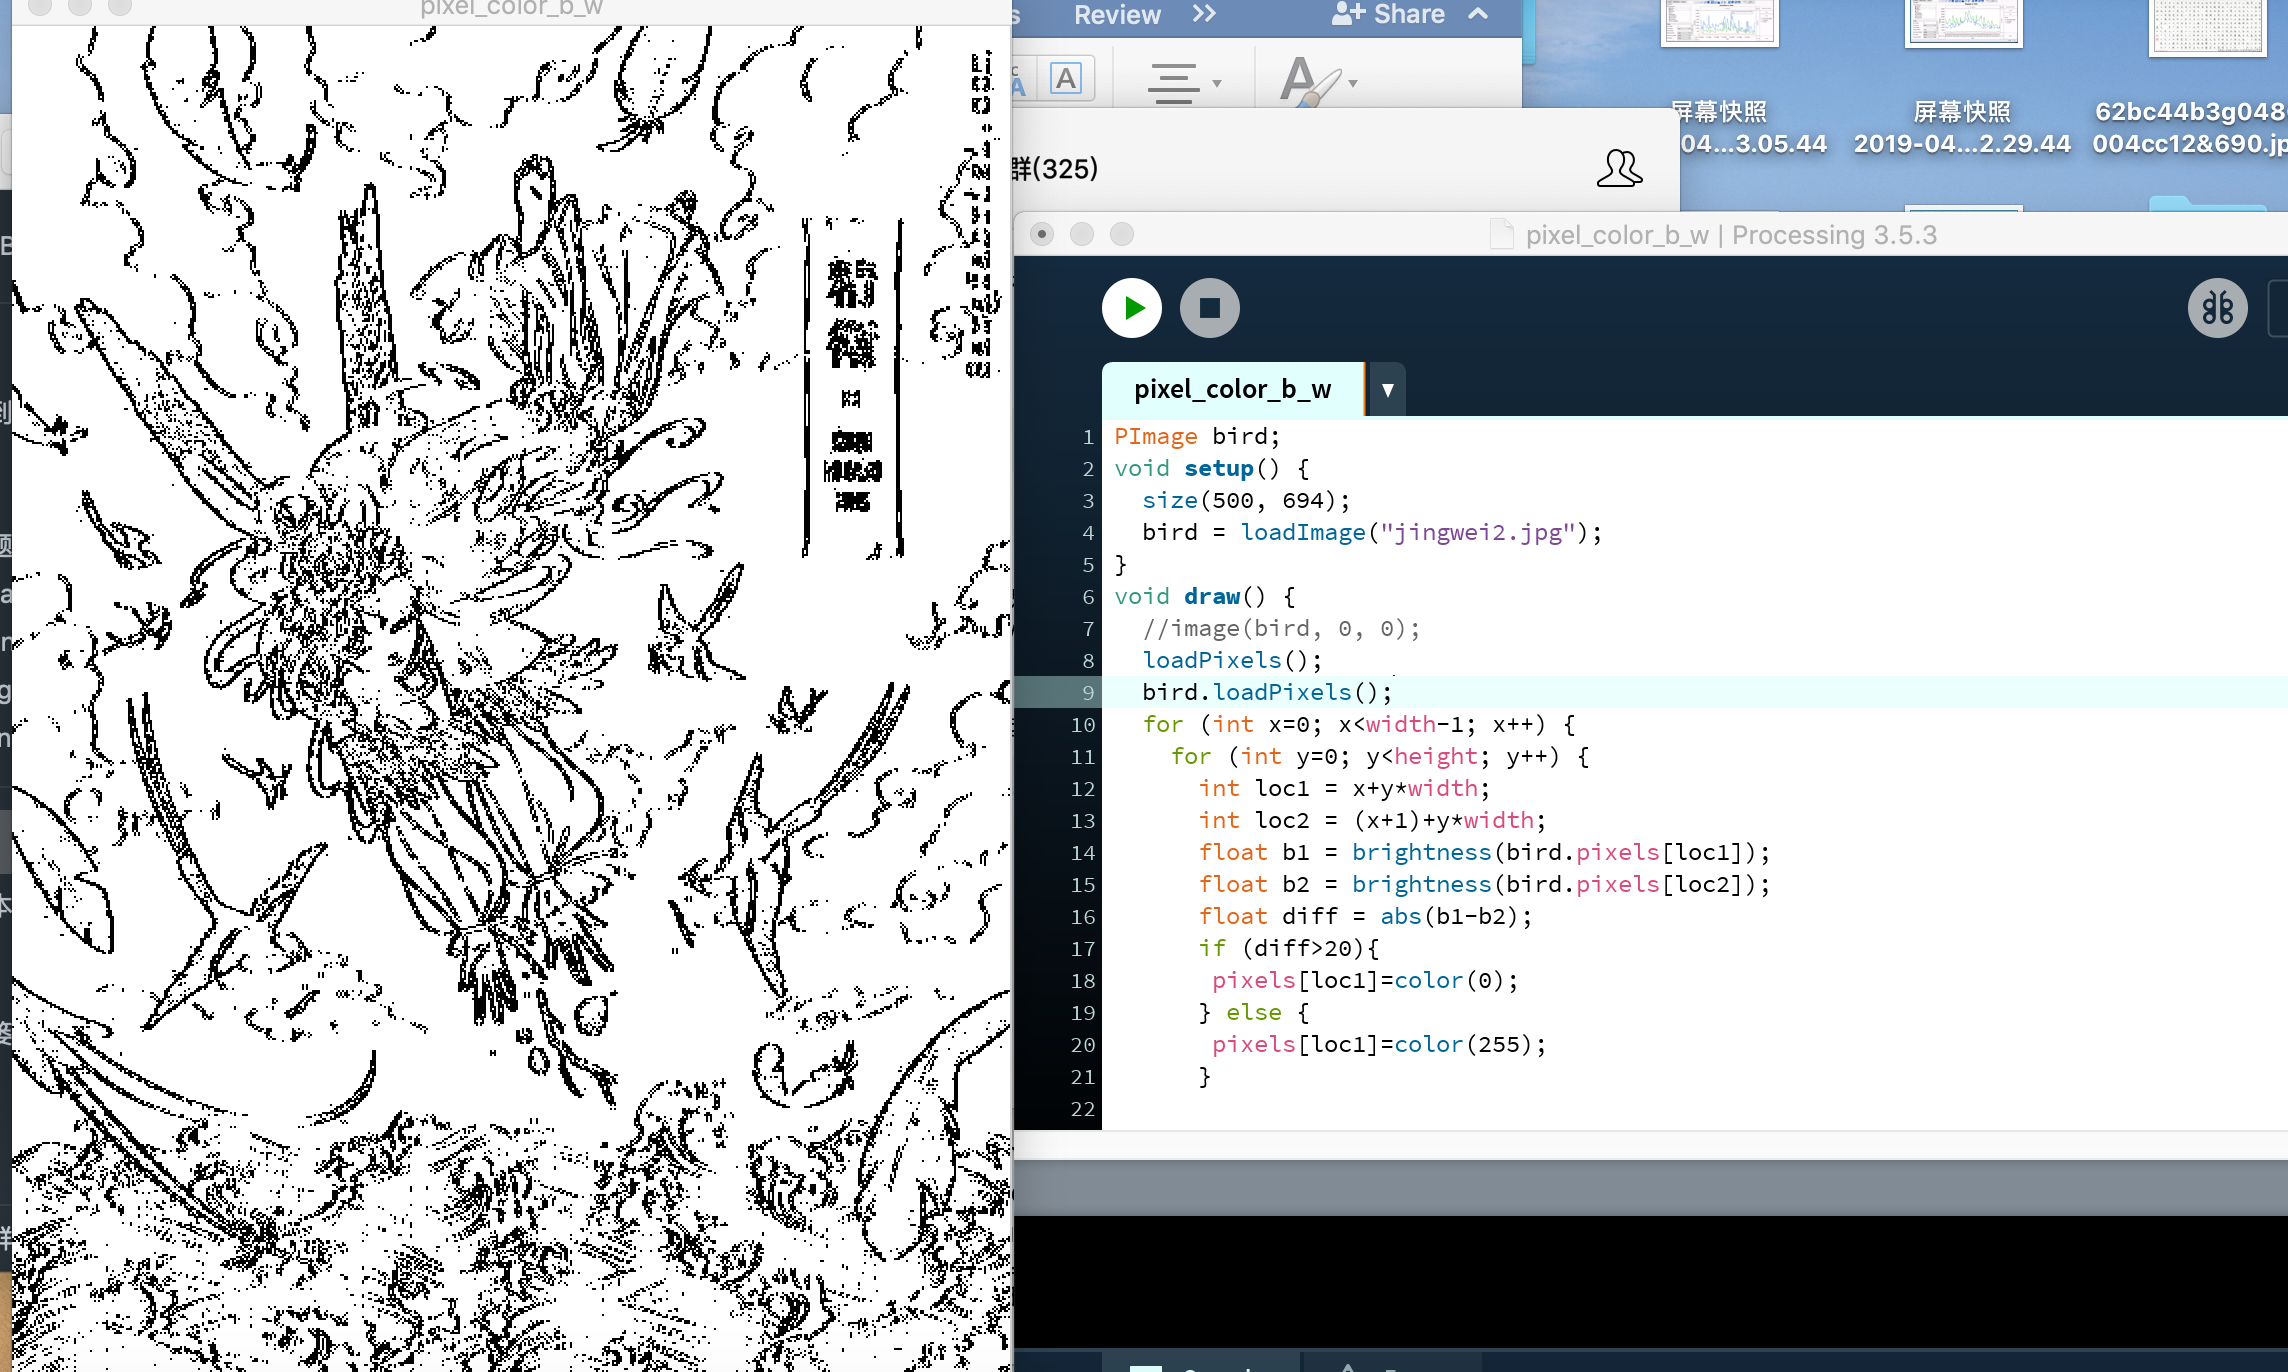 pixel_color_b_w
Review >> Share
A
A
屏幕快照
04...3.05.44
屏幕快照
2019-04...2.29.44
62bc44b3g048
004cc12&690.jp
群(325)
pixel_color_b_w | Processing 3.5.3
pixel_color_b_w
1 PImage bird;
2 void setup() {
3 size(500, 694);
4 bird = loadImage("jingwei2.jpg");
5 }
6 void draw() {
7 //image(bird, 0, 0);
8 loadPixels();
9 bird.loadPixels();
10 for (int x=0; x<width-1; x++) {
11 for (int y=0; y<height; y++) {
12 int loc1 = x+y*width;
13 int loc2 = (x+1)+y*width;
14 float b1 = brightness(bird.pixels[loc1]);
15 float b2 = brightness(bird.pixels[loc2]);
16 float diff = abs(b1-b2);
17 if (diff>20){
18 pixels[loc1]=color(0);
19 } else {
20 pixels[loc1]=color(255);
21 }
22